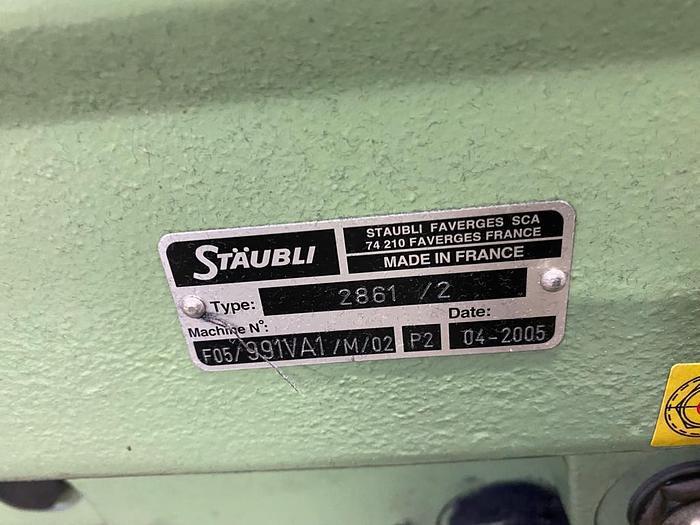 STÄUBLI
STAUBLI FAVERGES SCA
74 210 FAVERGES FRANCE
MADE IN FRANCE
Type: 2861 /2
Machine N°: Date:
F05/991VA1/M/02 P2 04-2005